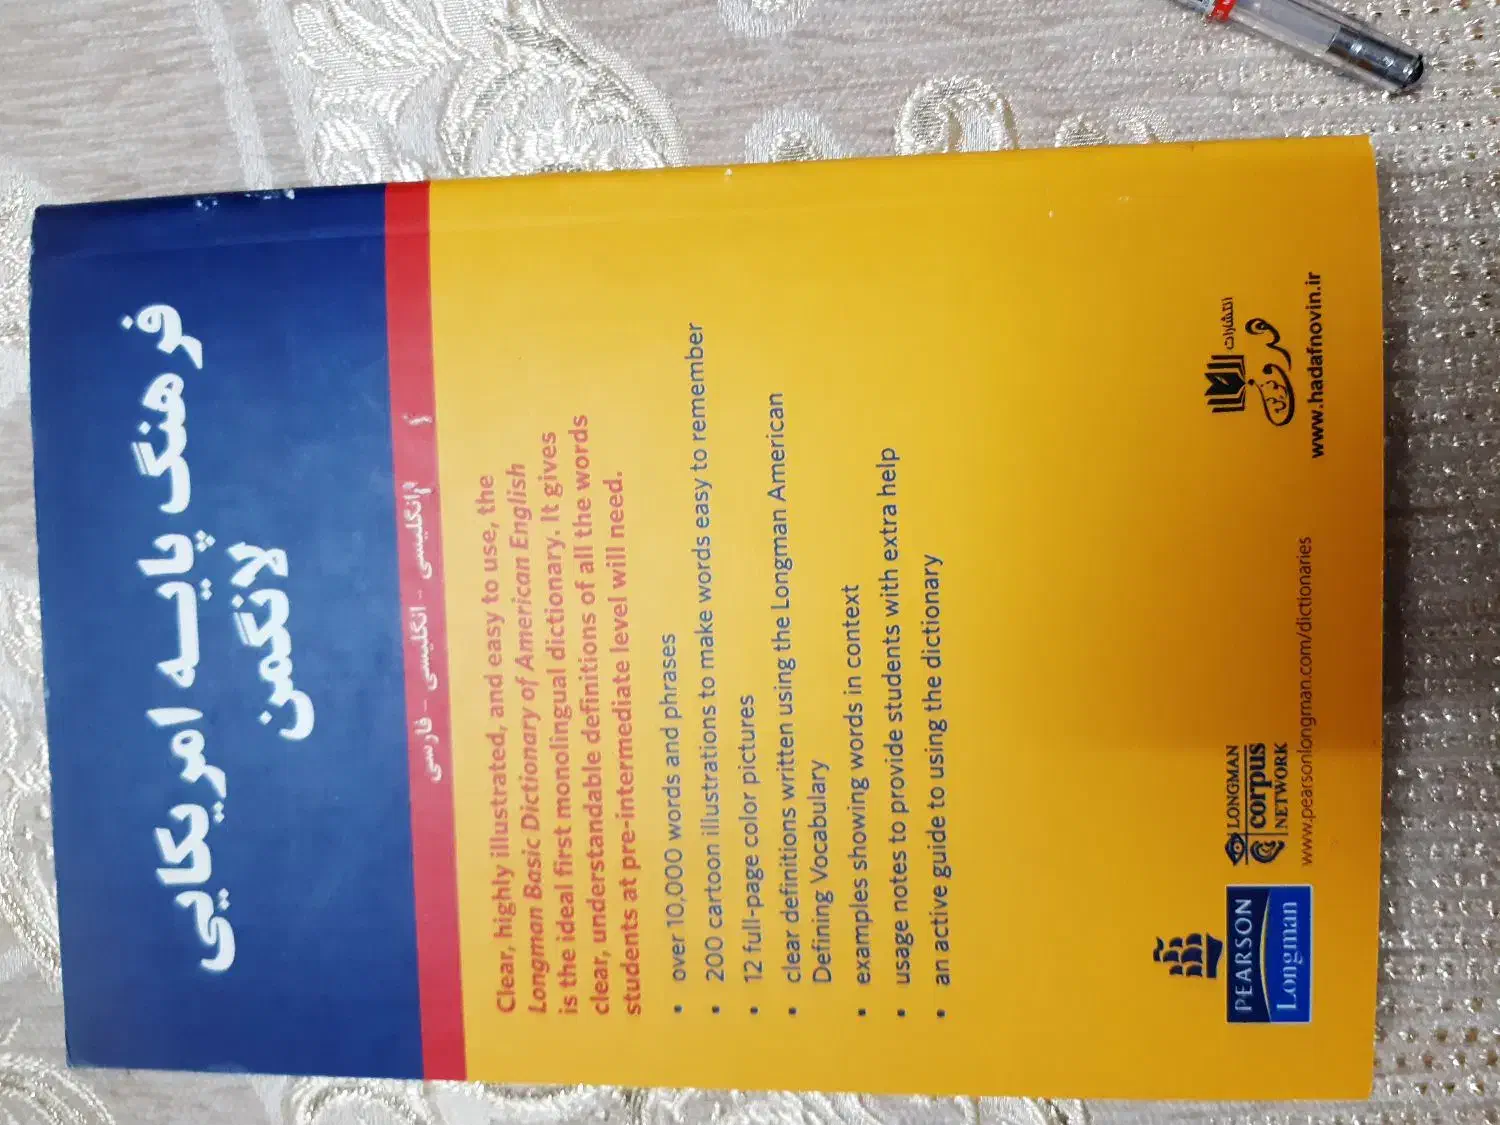 فرهنگ پایه امریکایی
لانگمن
انگلیسی - انگلیسی - فارسی
Clear, highly illustrated, and easy to use, the
Longman Basic Dictionary of American English
is the ideal first monolingual dictionary. It gives
clear, understandable definitions of all the words
students at pre-intermediate level will need.
• over 10,000 words and phrases
• 200 cartoon illustrations to make words easy to remember
• 12 full-page color pictures
• clear definitions written using the Longman American
Defining Vocabulary
• examples showing words in context
• usage notes to provide students with extra help
• an active guide to using the dictionary
PEARSON
Longman
LONGMAN
corpus
NETWORK
www.pearsonlongman.com/dictionaries
انتشارات
هدف نوین
www.hadafnovin.ir